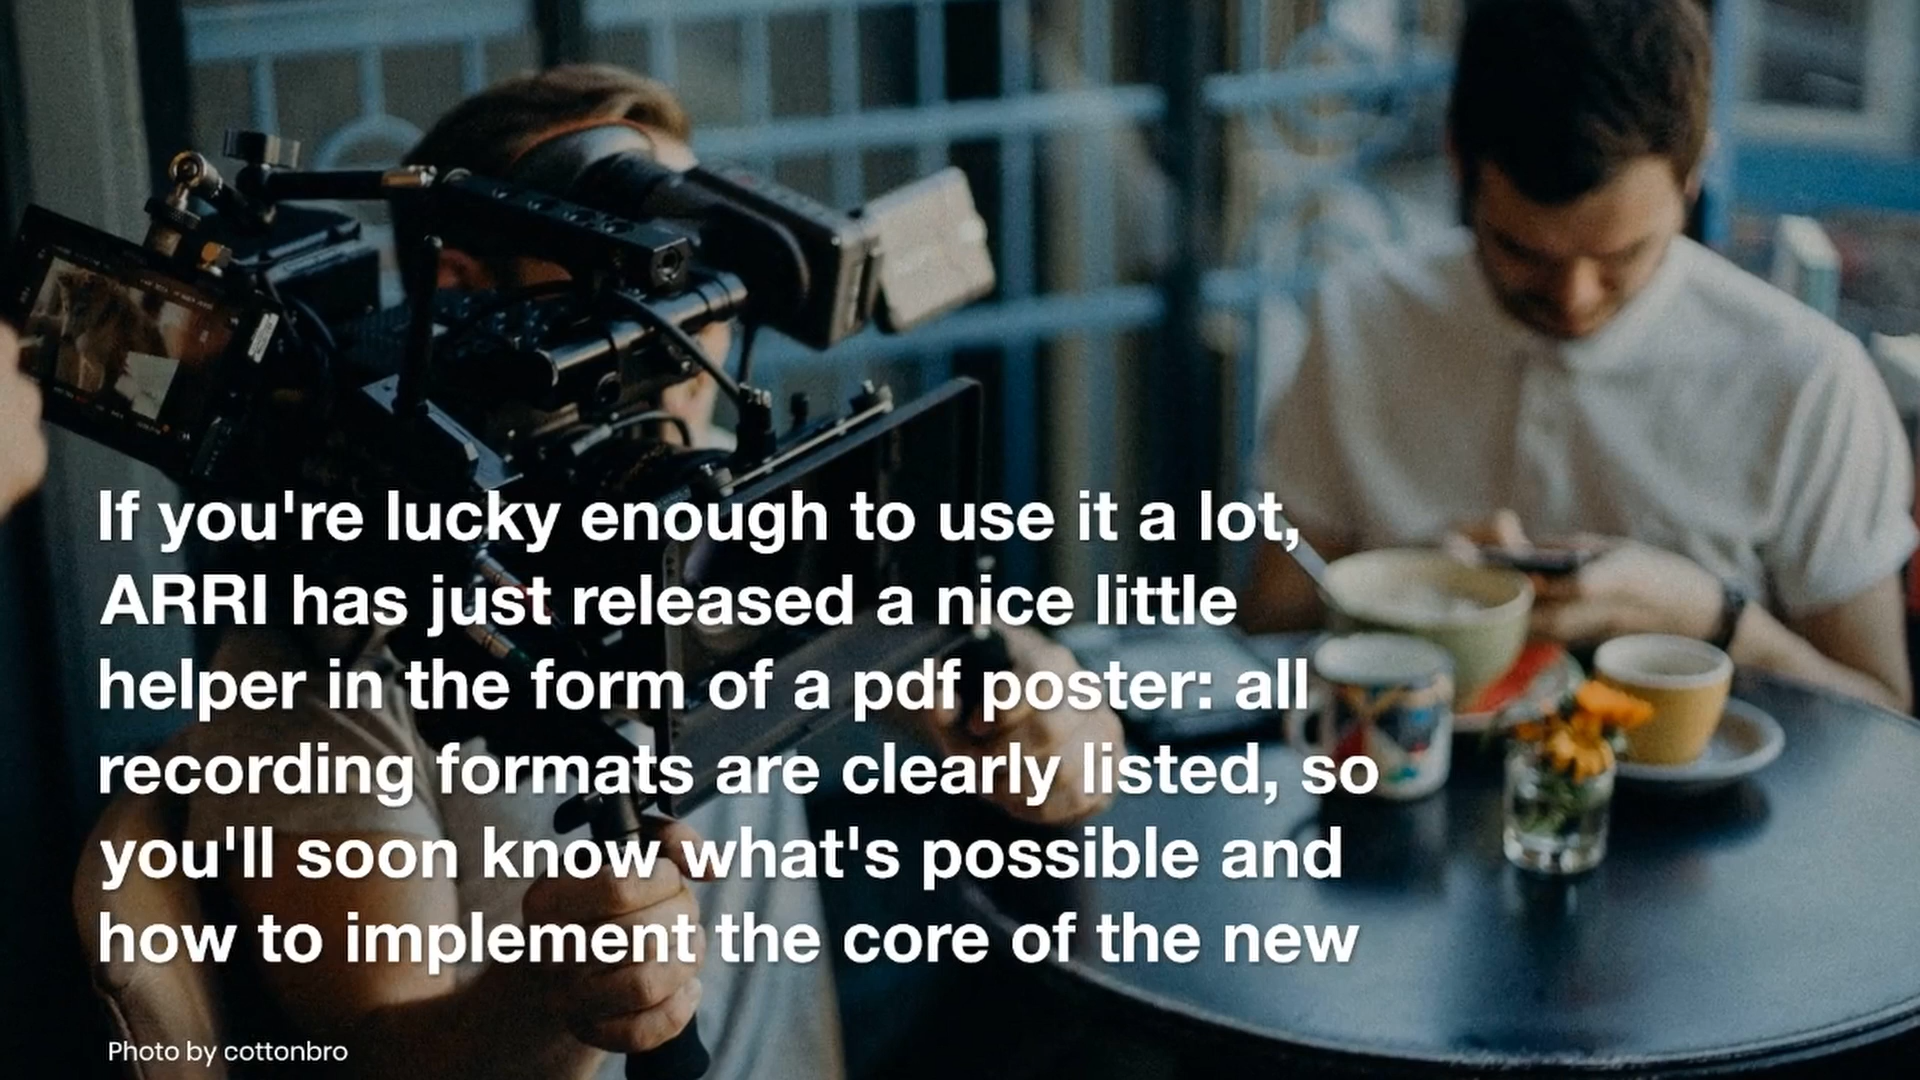 If you're lucky enough to use it a lot,
ARRI has just released a nice little
helper in the form of a pdf poster: all
recording formats are clearly listed, so
you'll soon know what's possible and
how to implement the core of the new
Photo by cottonbro